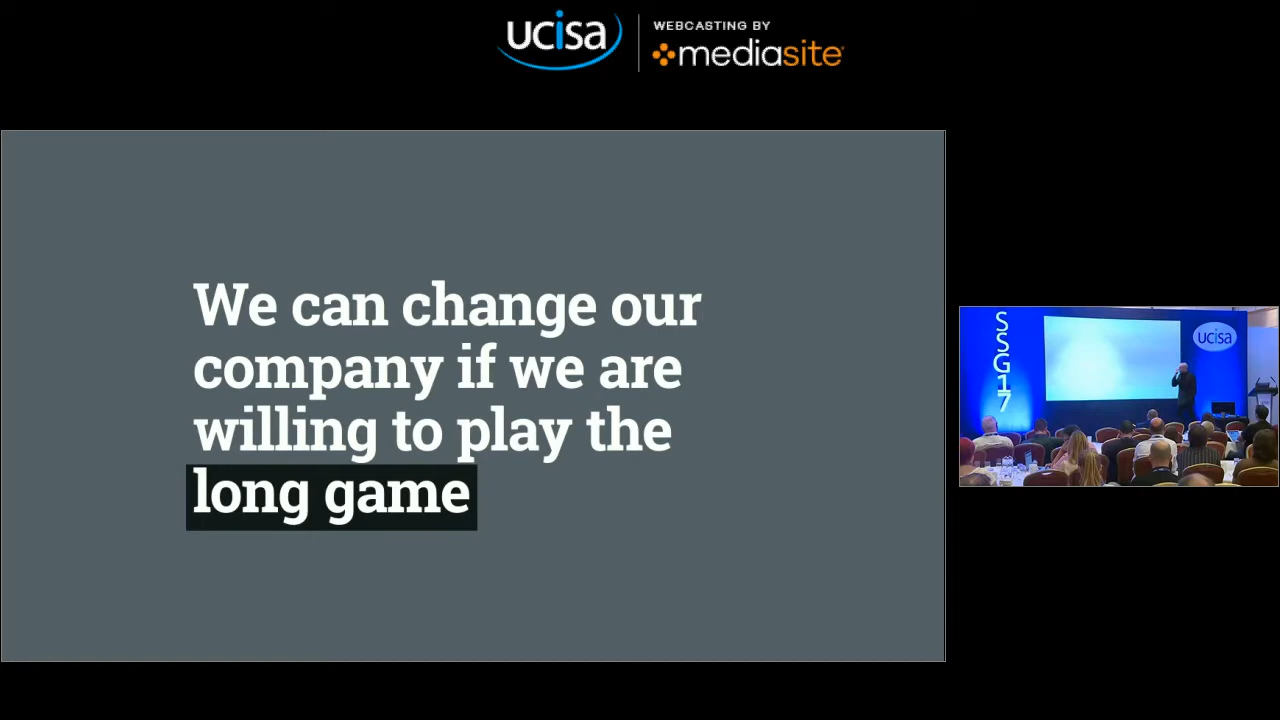 ucisa
WEBCASTING BY
mediasite
We can change our
company if we are
willing to play the
long game
SSG17
ucisa